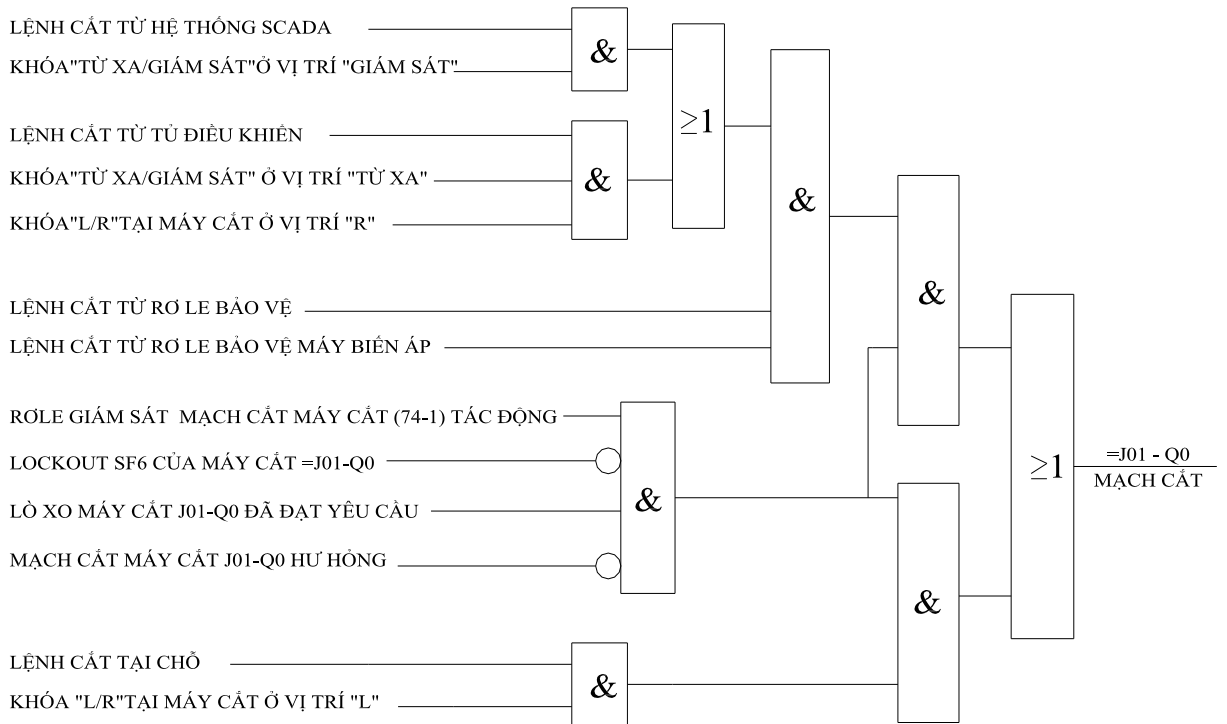 LỆNH CẮT TỪ HỆ THỐNG SCADA
&
KHÓA"TỪ XA/GIÁM SÁT"Ở VỊ TRÍ "GIÁM SÁT"
≥1
LỆNH CẮT TỪ TỦ ĐIỀU KHIỂN
KHÓA"TỪ XA/GIÁM SÁT" Ở VỊ TRÍ "TỪ XA"
&
&
KHÓA"L/R"TẠI MÁY CẮT Ở VỊ TRÍ "R"
&
LỆNH CẮT TỪ RƠ LE BẢO VỆ
LỆNH CẮT TỪ RƠ LE BẢO VỆ MÁY BIẾN ÁP
RƠLE GIÁM SÁT MẠCH CẮT MÁY CẮT (74-1) TÁC ĐỘNG
LOCKOUT SF6 CỦA MÁY CẮT =J01-Q0
≥1
=J01 - Q0
MẠCH CẮT
LÒ XO MÁY CẮT J01-Q0 ĐÃ ĐẠT YÊU CẦU
&
MẠCH CẮT MÁY CẮT J01-Q0 HƯ HỎNG
&
LỆNH CẮT TẠI CHỖ
&
KHÓA "L/R"TẠI MÁY CẮT Ở VỊ TRÍ "L"